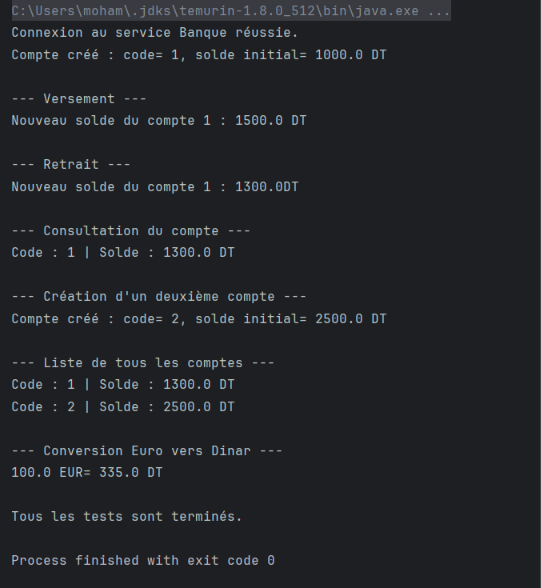 C:\Users\moham\.jdks\temurin-1.8.0_512\bin\java.exe ...
Connexion au service Banque réussie.
Compte créé : code= 1, solde initial= 1000.0 DT
--- Versement ---
Nouveau solde du compte 1 : 1500.0 DT
--- Retrait ---
Nouveau solde du compte 1 : 1300.0DT
--- Consultation du compte ---
Code : 1 | Solde : 1300.0 DT
--- Création d'un deuxième compte ---
Compte créé : code= 2, solde initial= 2500.0 DT
--- Liste de tous les comptes ---
Code : 1 | Solde : 1300.0 DT
Code : 2 | Solde : 2500.0 DT
--- Conversion Euro vers Dinar ---
100.0 EUR= 335.0 DT
Tous les tests sont terminés.
Process finished with exit code 0